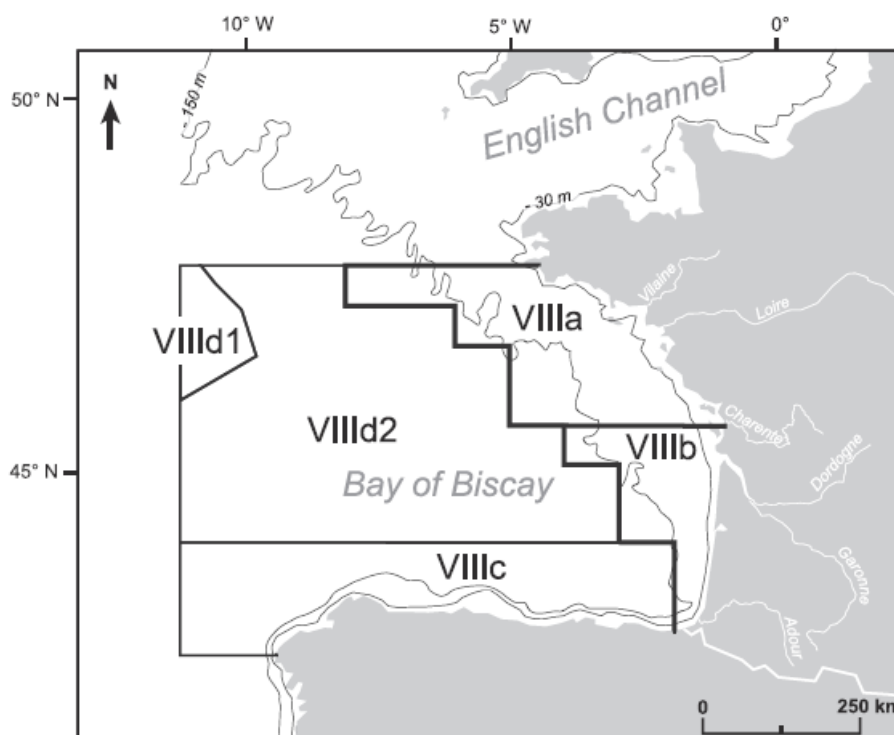 10° W
5° W
0°
N
50° N
- 150 m
English Channel
- 30 m
Vilaine
Loire
VIIIa
VIIId1
VIIId2
Charente
VIIIb
Dordogne
45° N
Bay of Biscay
VIIIc
Garonne
Adour
0
250 km